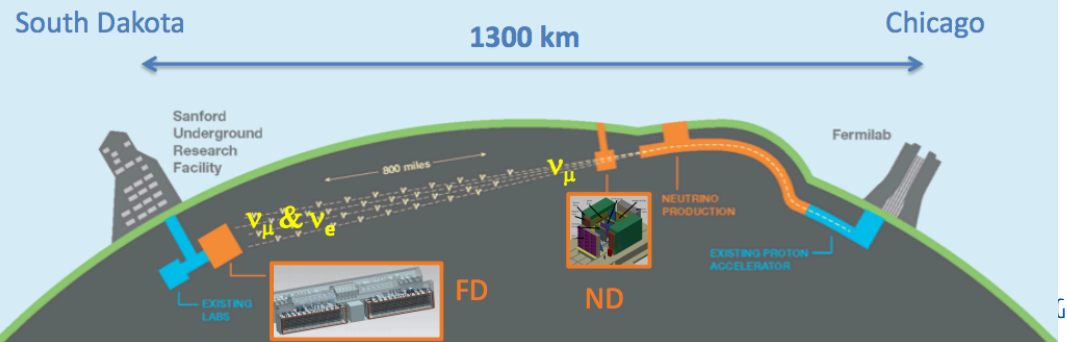 South Dakota
Chicago
1300 km
Sanford
Underground
Research
Facility
Fermilab
800 miles
νμ
νμ & νe
NEUTRINO
PRODUCTION
EXISTING PROTON
ACCELERATOR
EXISTING
LABS
FD
ND